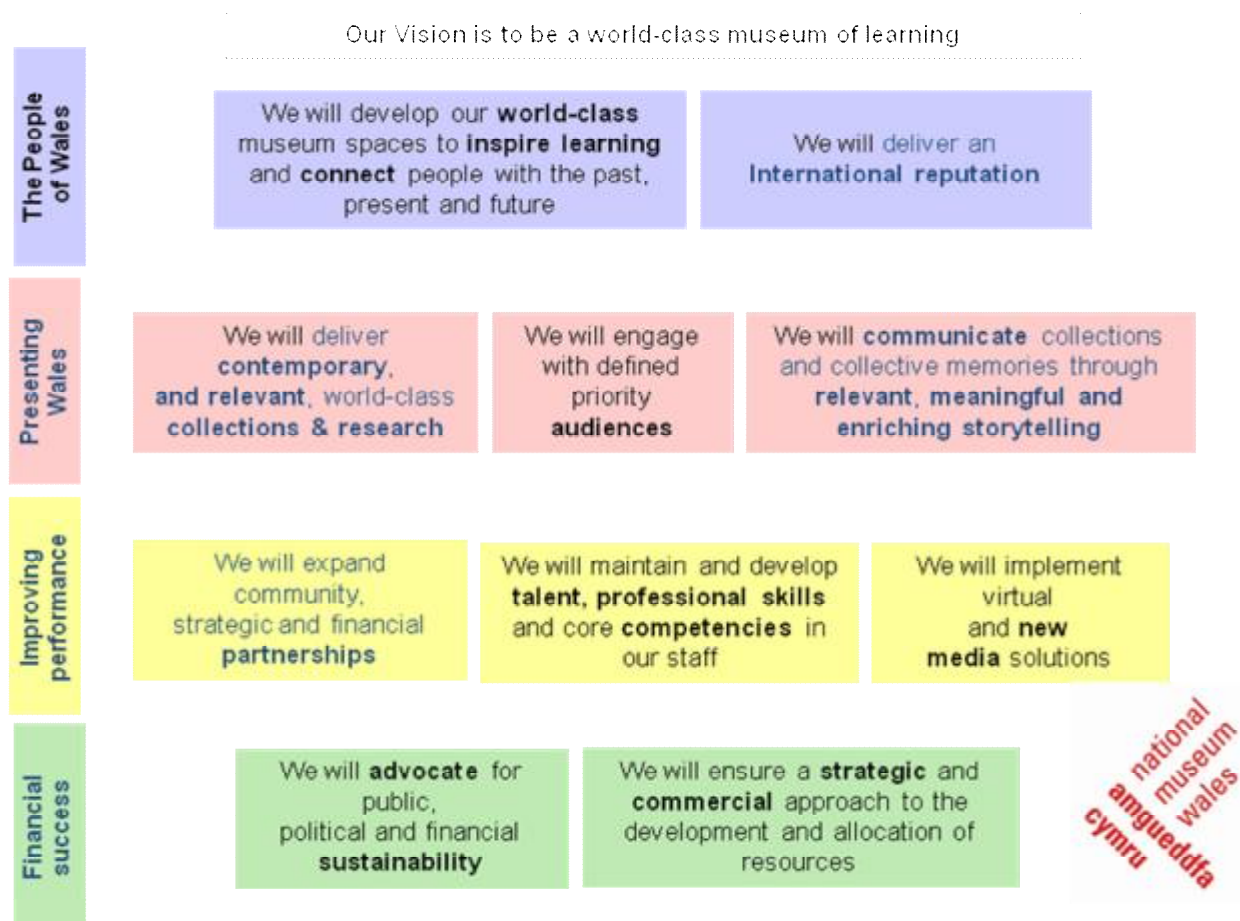 Our Vision is to be a world-class museum of learning
The People
of Wales
We will develop our world-class
museum spaces to inspire learning
and connect people with the past,
present and future
We will deliver an
International reputation
Presenting
Wales
We will deliver
contemporary,
and relevant, world-class
collections & research
We will engage
with defined
priority
audiences
We will communicate collections
and collective memories through
relevant, meaningful and
enriching storytelling
Improving
performance
We will expand
community,
strategic and financial
partnerships
We will maintain and develop
talent, professional skills
and core competencies in
our staff
We will implement
virtual
and new
media solutions
Financial
success
We will advocate for
public,
political and financial
sustainability
We will ensure a strategic and
commercial approach to the
development and allocation of
resources
national
museum
wales
amgueddfa
cymru